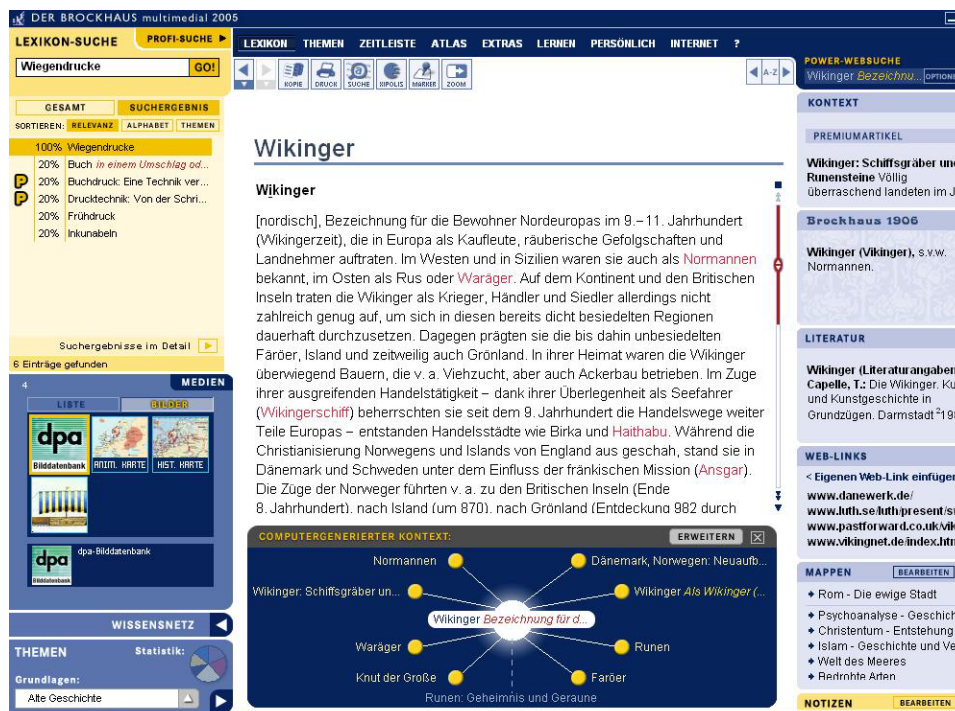 DER BROCKHAUS multimedial 2005
LEXIKON-SUCHE
PROFI-SUCHE
Wiegendrucke
GO!
GESAMT
SUCHERGEBNIS
SORTIEREN: RELEVANZ ALPHABET THEMEN
100% Wiegendrucke
20% Buch in einem Umschlag od...
20% Buchdruck: Eine Technik ver...
20% Drucktechnik: Von der Schri...
20% Frühdruck
20% Inkunabeln
Suchergebnisse im Detail
6 Einträge gefunden
4
MEDIEN
LISTE
BILDER
dpa
Bilddatenbank
ANIM. KARTE
HIST. KARTE
dpa
Bilddatenbank
dpa-Bilddatenbank
WISSENSNETZ
THEMEN
Statistik:
Grundlagen:
Alte Geschichte
LEXIKON THEMEN ZEITLEISTE ATLAS EXTRAS LERNEN PERSÖNLICH INTERNET ?
KOPIE DRUCK SUCHE XIPOLIS MARKER ZOOM
A-Z
Wikinger
Wikinger
[nordisch], Bezeichnung für die Bewohner Nordeuropas im 9.–11. Jahrhundert
(Wikingerzeit), die in Europa als Kaufleute, räuberische Gefolgschaften und
Landnehmer auftraten. Im Westen und in Sizilien waren sie auch als Normannen
bekannt, im Osten als Rus oder Waräger. Auf dem Kontinent und den Britischen
Inseln traten die Wikinger als Krieger, Händler und Siedler allerdings nicht
zahlreich genug auf, um sich in diesen bereits dicht besiedelten Regionen
dauerhaft durchzusetzen. Dagegen prägten sie die bis dahin unbesiedelten
Färöer, Island und zeitweilig auch Grönland. In ihrer Heimat waren die Wikinger
überwiegend Bauern, die v. a. Viehzucht, aber auch Ackerbau betrieben. Im Zuge
ihrer ausgreifenden Handelstätigkeit – dank ihrer Überlegenheit als Seefahrer
(Wikingerschiff) beherrschten sie seit dem 9. Jahrhundert die Handelswege weiter
Teile Europas – entstanden Handelsstädte wie Birka und Haithabu. Während die
Christianisierung Norwegens und Islands von England aus geschah, stand sie in
Dänemark und Schweden unter dem Einfluss der fränkischen Mission (Ansgar).
Die Züge der Norweger führten v. a. zu den Britischen Inseln (Ende
8. Jahrhundert), nach Island (um 870), nach Grönland (Entdeckung 982 durch
COMPUTERGENERIERTER KONTEXT:
ERWEITERN
Normannen
Dänemark, Norwegen: Neuaufb...
Wikinger: Schiffsgräber un...
Wikinger Als Wikinger (...
Wikinger Bezeichnung für d...
Waräger
Runen
Knut der Große
Färöer
Runen: Geheimnis und Geraune
POWER-WEBSUCHE
Wikinger Bezeichnu...
OPTIONE
KONTEXT
PREMIUMARTIKEL
Wikinger: Schiffsgräber und
Runensteine Völlig
überraschend landeten im J
Brockhaus 1906
Wikinger (Vikinger), s.v.w.
Normannen.
LITERATUR
Wikinger (Literaturangaben
Capelle, T.: Die Wikinger. Ku
und Kunstgeschichte in
Grundzügen. Darmstadt ²19
WEB-LINKS
< Eigenen Web-Link einfügen
www.danewerk.de/
www.luth.se/luth/present/s
www.pastforward.co.uk/vik
www.vikingnet.de/index.htm
MAPPEN
BEARBEITEN
Rom - Die ewige Stadt
Psychoanalyse - Geschich
Christentum - Entstehung
Islam - Geschichte und Ve
Welt des Meeres
Bedrohte Arten
NOTIZEN
BEARBEITEN